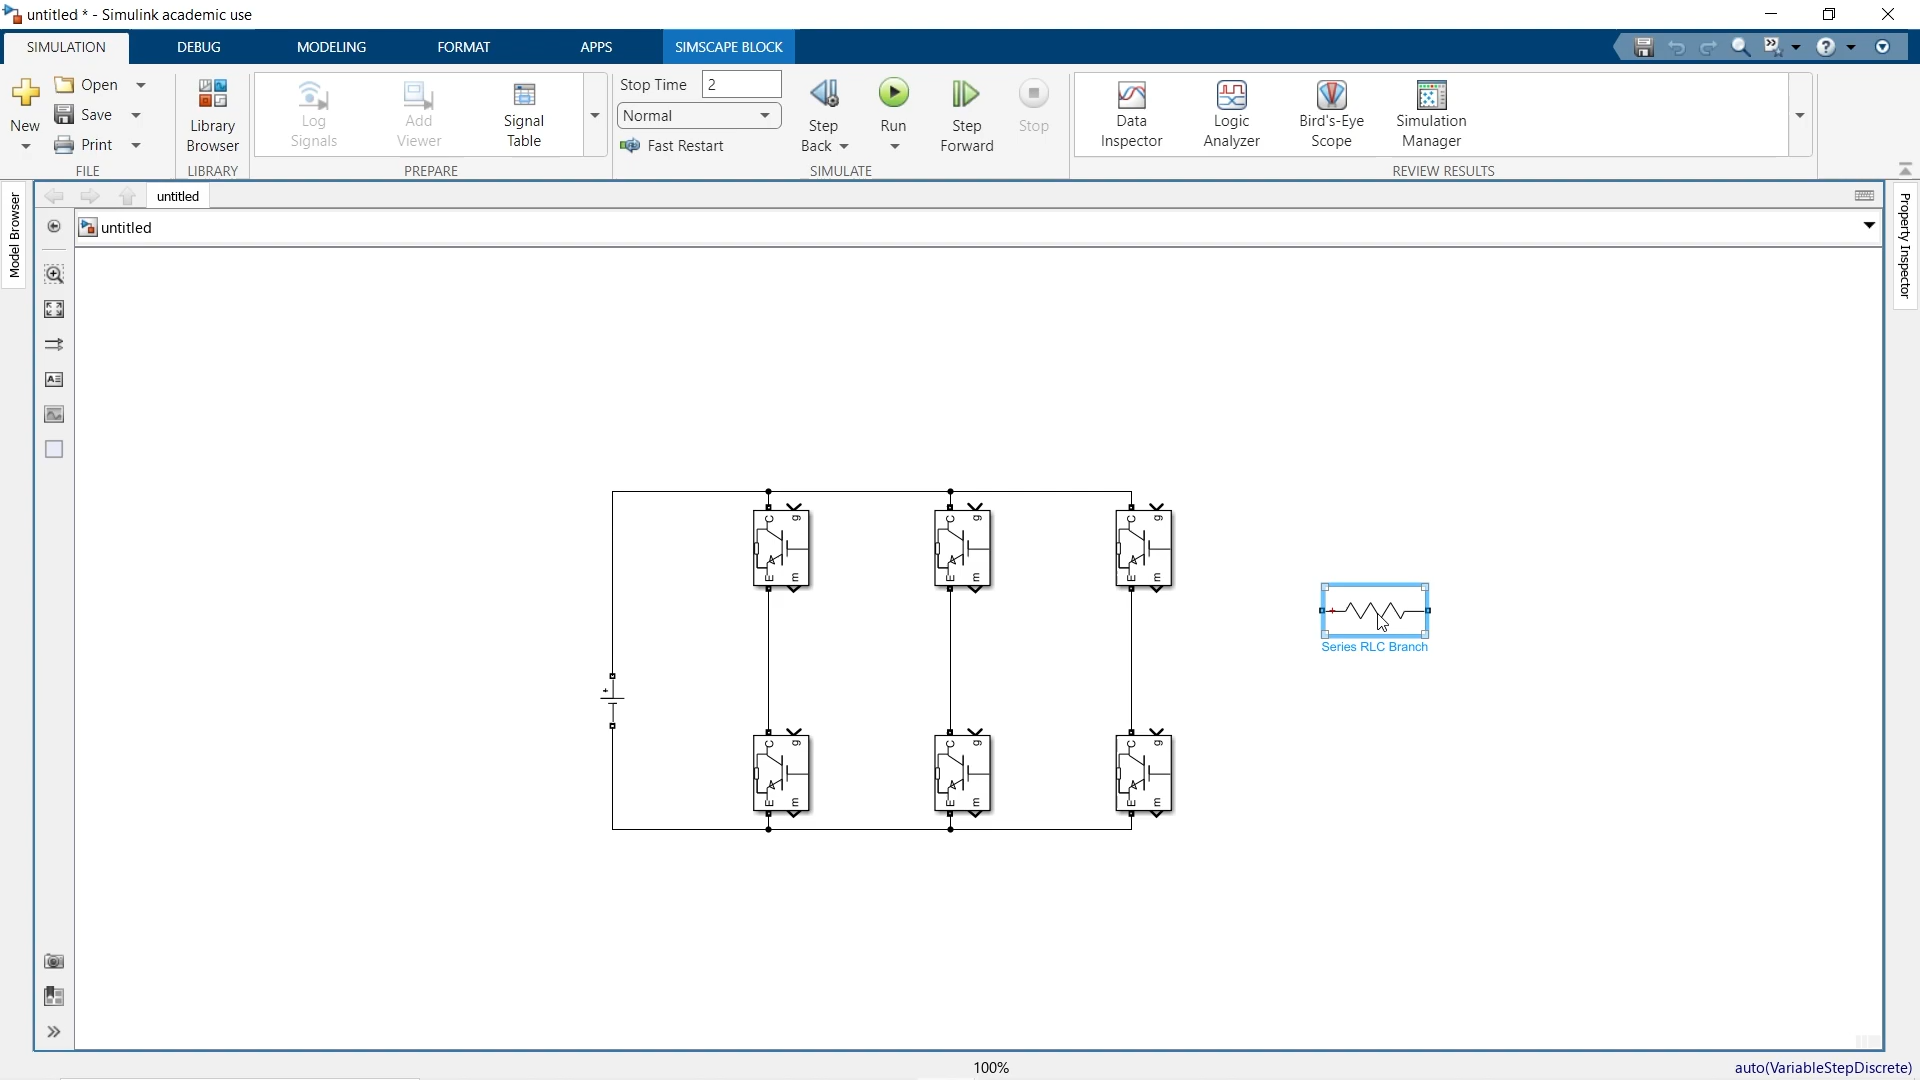 untitled * - Simulink academic use
SIMULATION DEBUG MODELING FORMAT APPS SIMSCAPE BLOCK
New
Open
Save
Print
FILE
Library
Browser
LIBRARY
Log
Signals
Add
Viewer
Signal
Table
PREPARE
Stop Time 2
Normal
Fast Restart
Step
Back
Run
Step
Forward
Stop
SIMULATE
Data
Inspector
Logic
Analyzer
Bird's-Eye
Scope
Simulation
Manager
REVIEW RESULTS
Model Browser
untitled
untitled
Property Inspector
C g C g C g
E m E m E m
Series RLC Branch
C g C g C g
E m E m E m
100%
auto(VariableStepDiscrete)